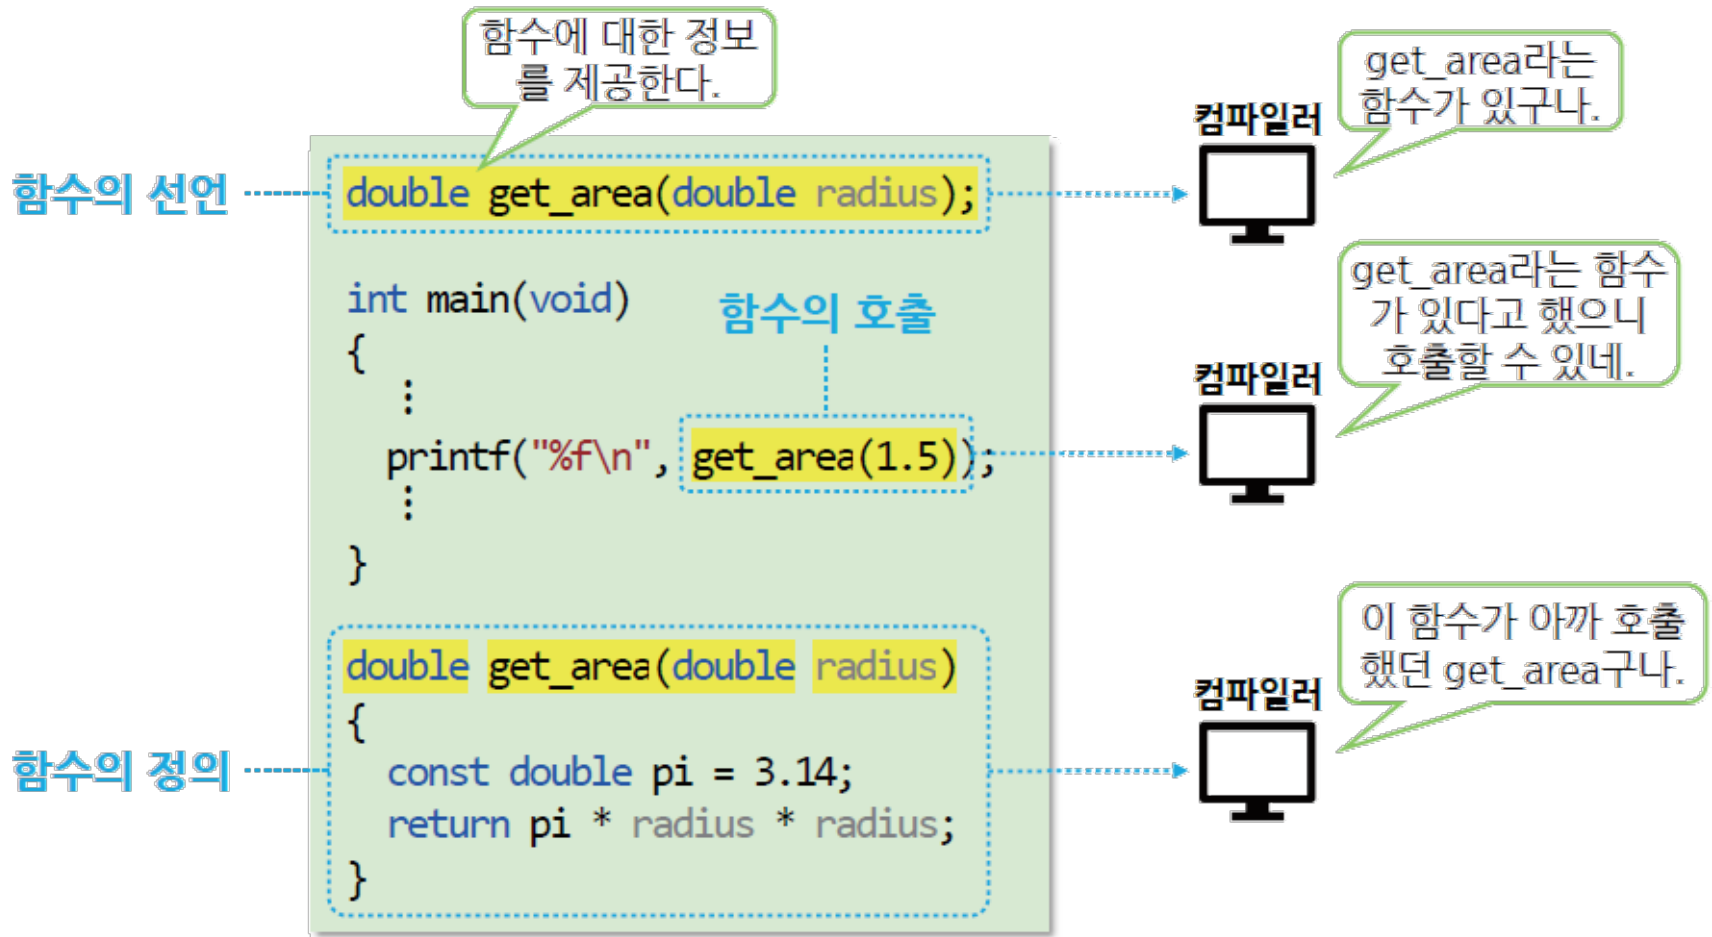 함수에 대한 정보
를 제공한다.
get_area라는
함수가 있구나.
컴파일러
함수의 선언
double get_area(double radius);
get_area라는 함수
가 있다고 했으니
호출할 수 있네.
컴파일러
int main(void)
함수의 호출
{
⋮
printf("%f\n", get_area(1.5));
⋮
}
이 함수가 아까 호출
했던 get_area구나.
컴파일러
함수의 정의
double get_area(double radius)
{
const double pi = 3.14;
return pi * radius * radius;
}